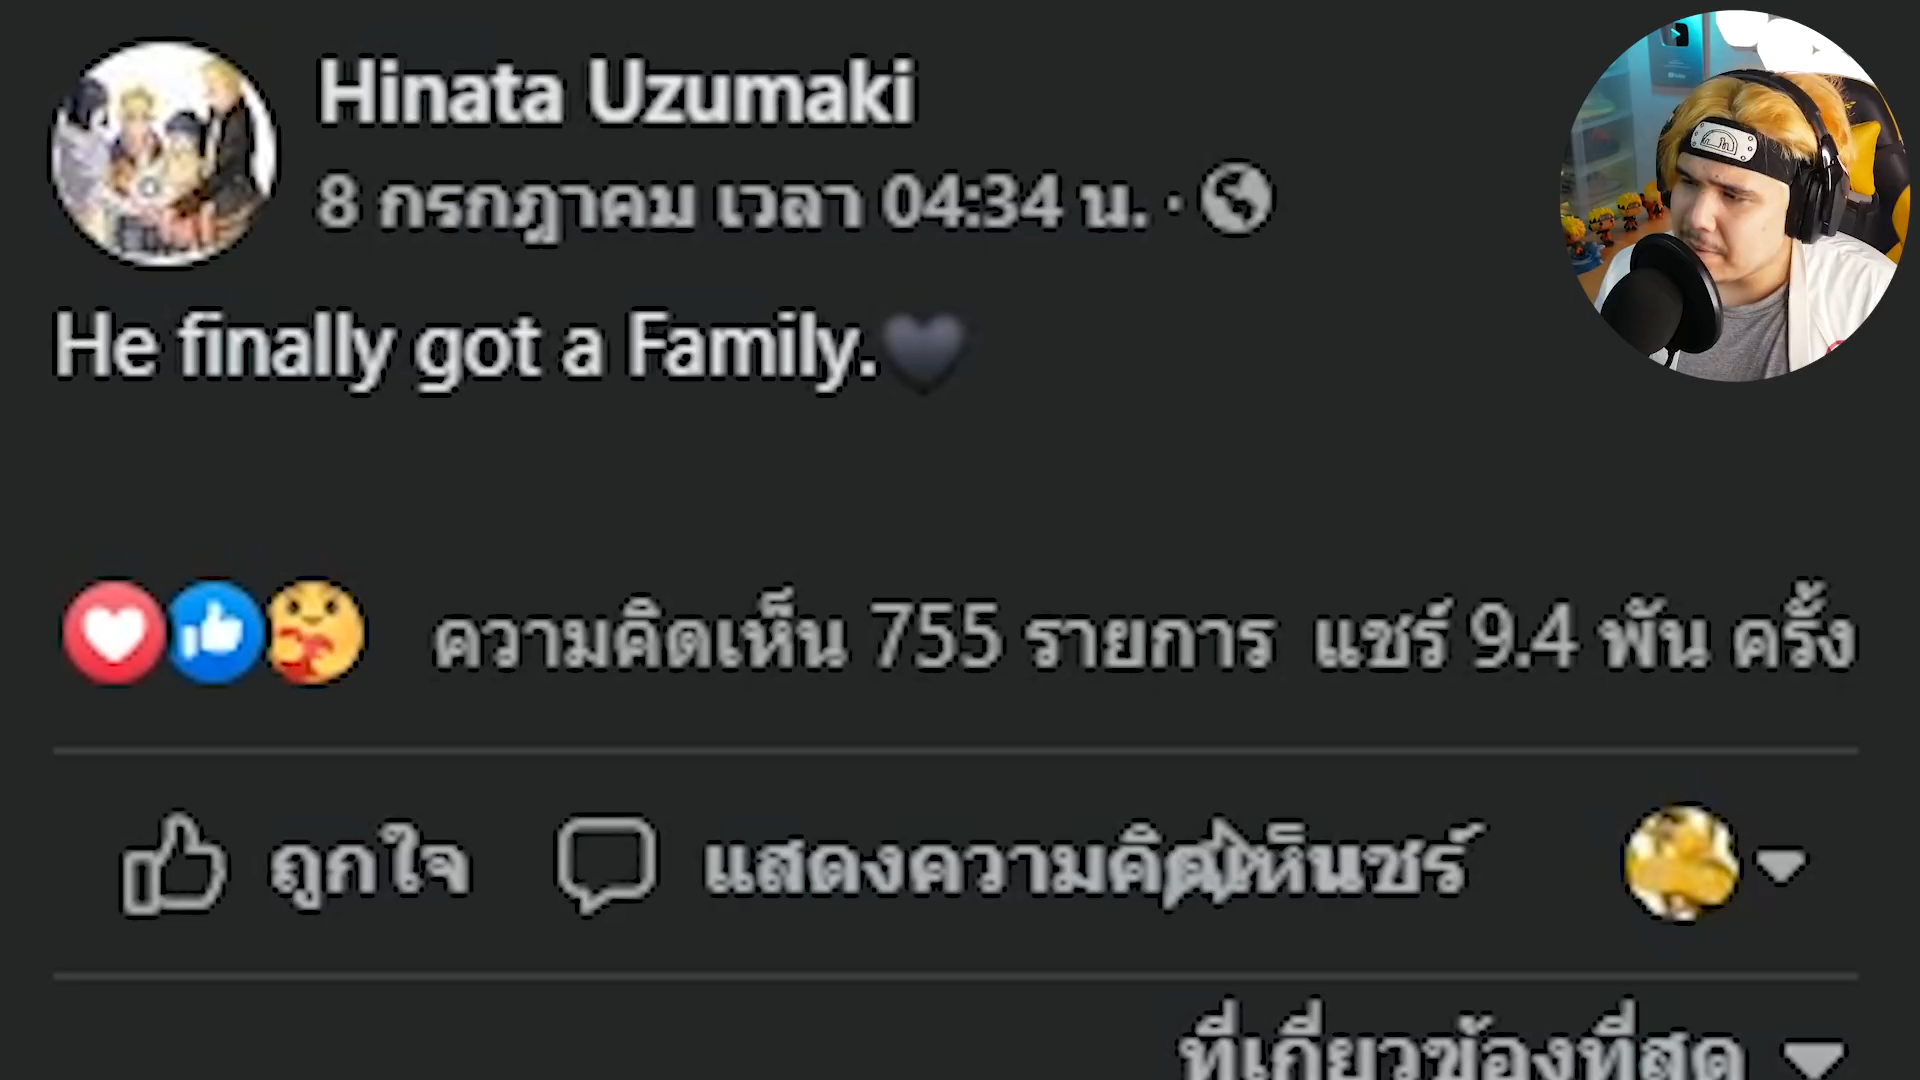 Hinata Uzumaki
8 กรกฎาคม เวลา 04:34 น. ·
He finally got a Family.🖤
ความคิดเห็น 755 รายการ แชร์ 9.4 พัน ครั้ง
ถูกใจ แสดงความคิดเห็น แชร์
ที่เกี่ยวข้องที่สุด